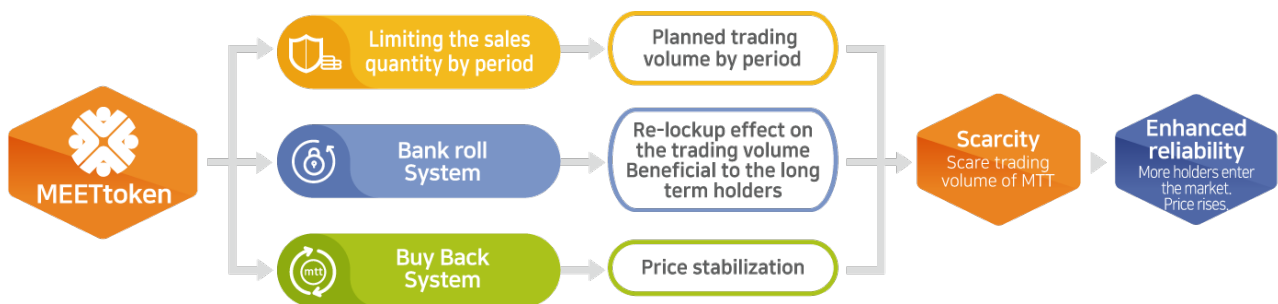 MEETtoken
Limiting the sales
quantity by period
Planned trading
volume by period
Bank roll
System
Re-lockup effect on
the trading volume
Beneficial to the long
term holders
mtt
Buy Back
System
Price stabilization
Scarcity
Scare trading
volume of MTT
Enhanced
reliability
More holders enter
the market.
Price rises.